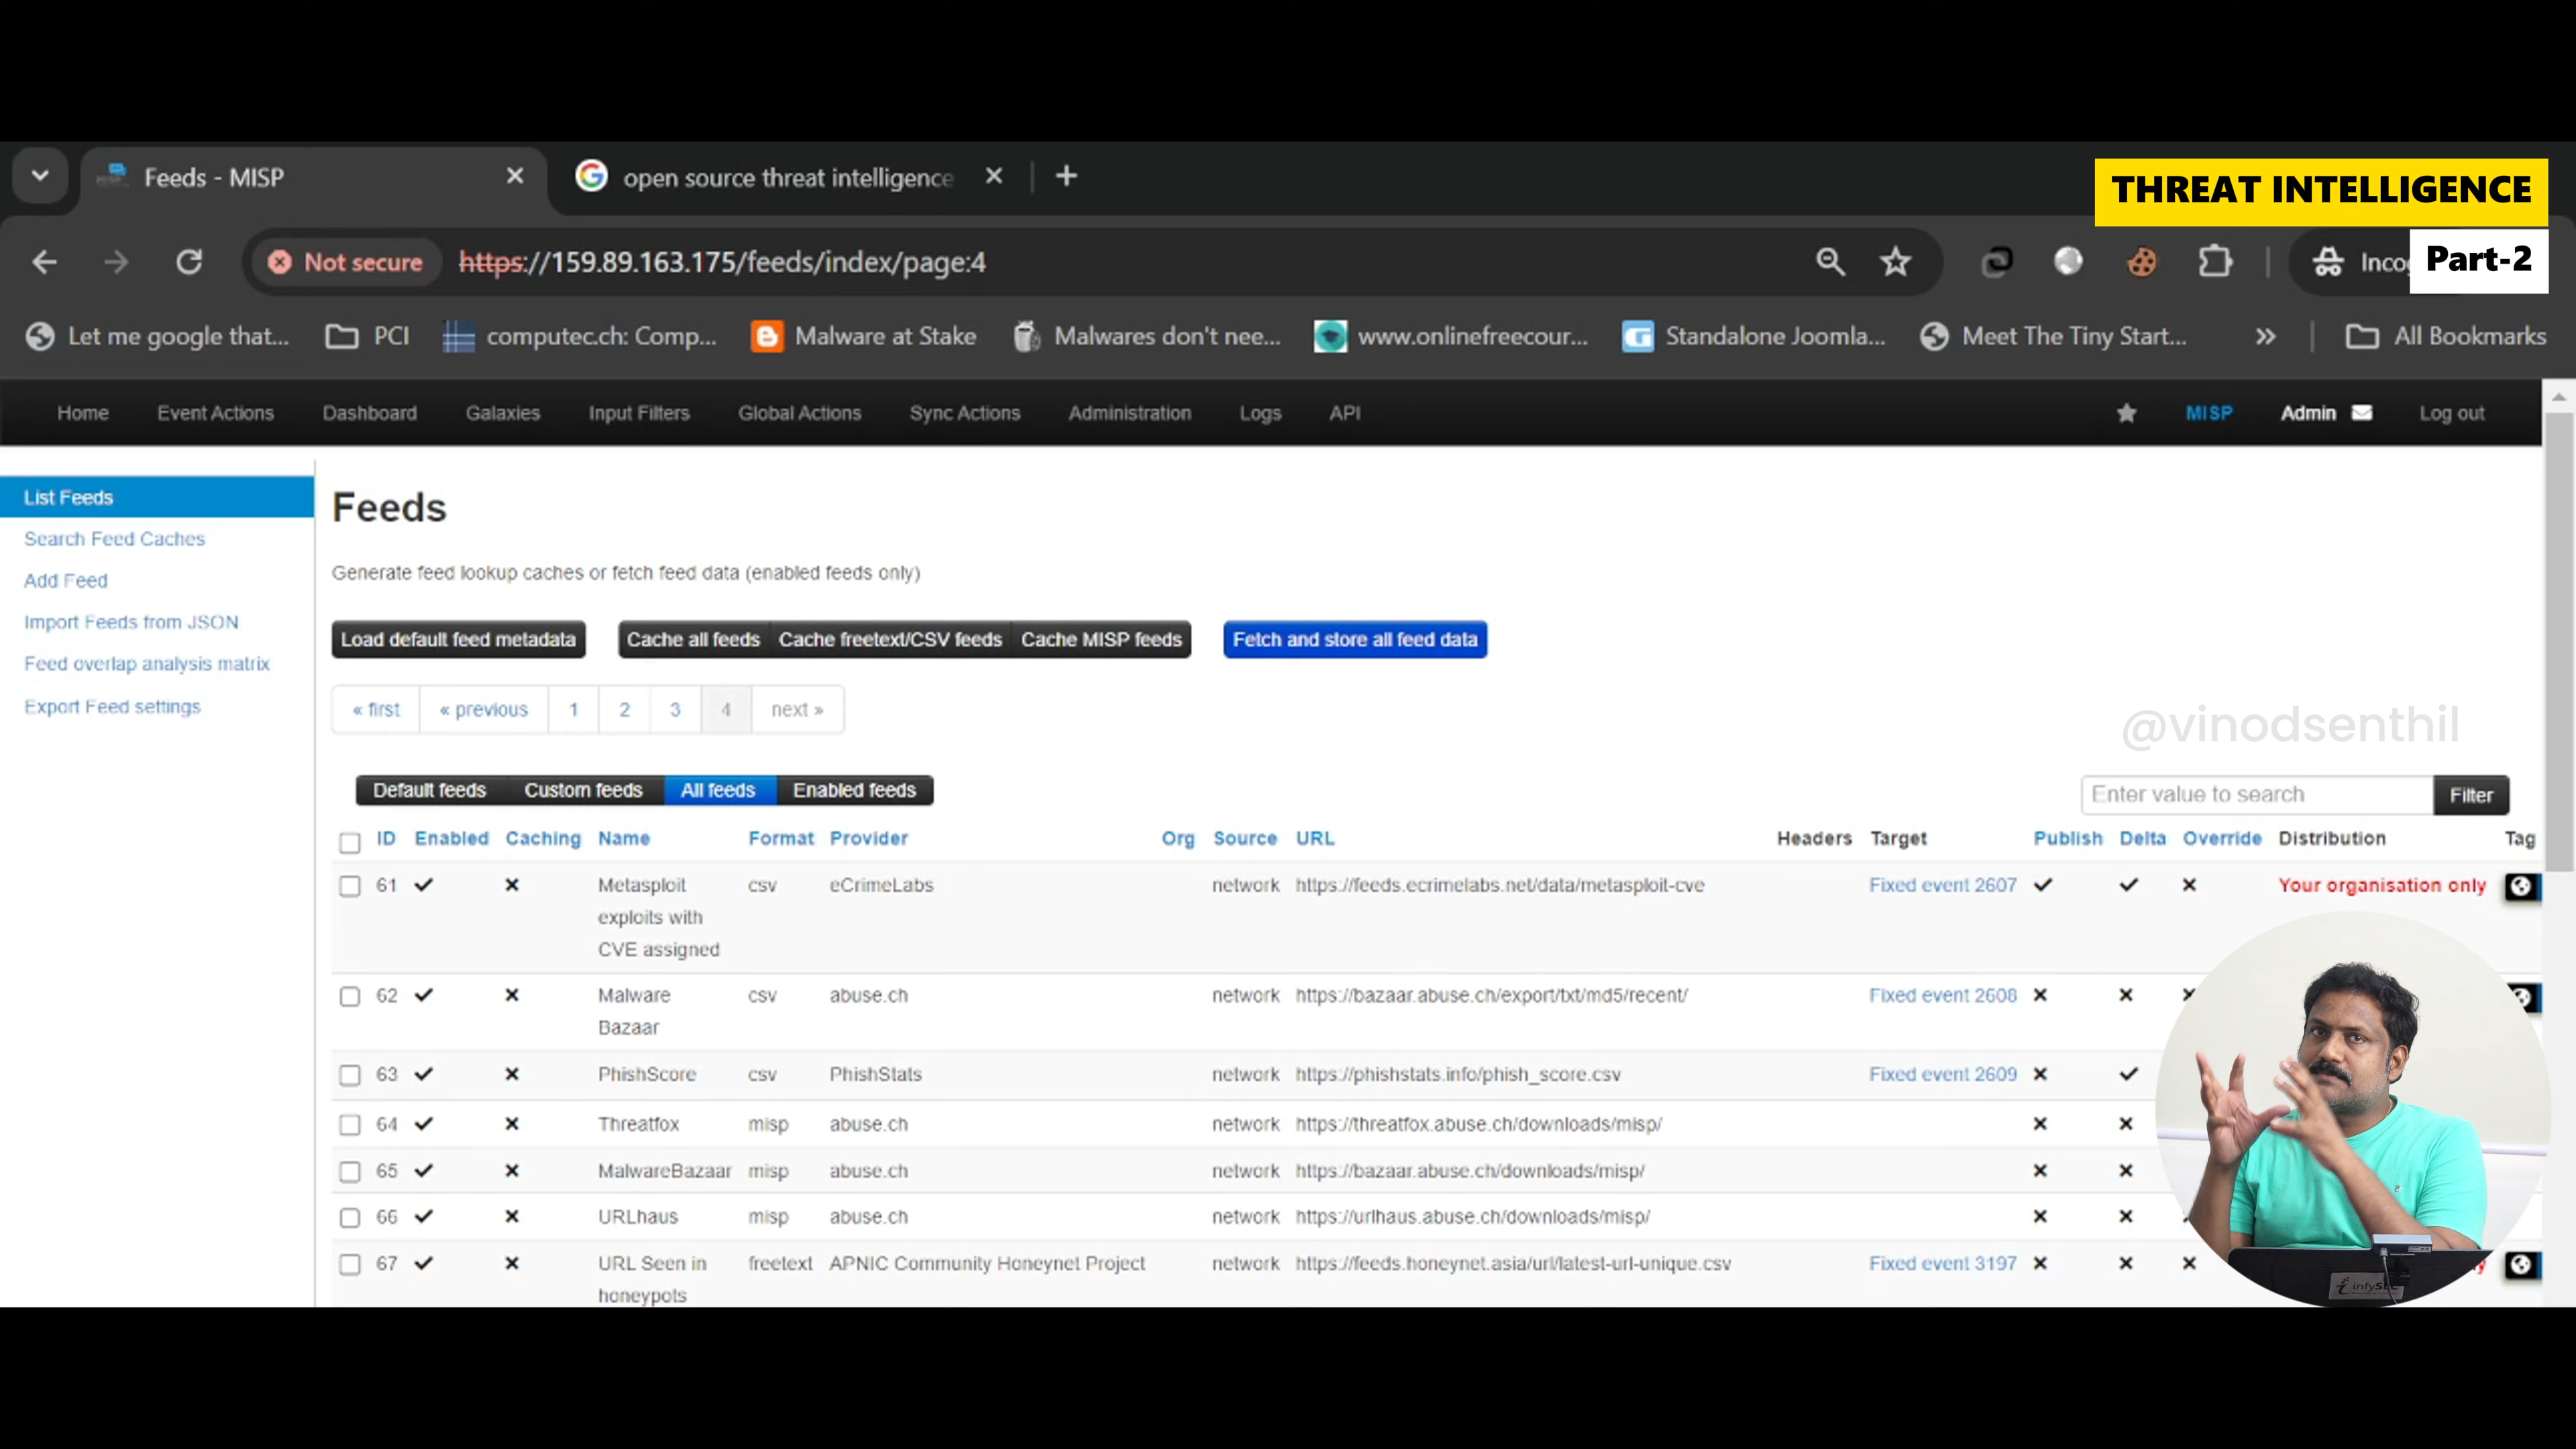 Feeds - MISP
open source threat intelligence
THREAT INTELLIGENCE
Part-2
Not secure
https://159.89.163.175/feeds/index/page:4
Let me google that...
PCI
computec.ch: Comp...
Malware at Stake
Malwares don't nee...
www.onlinefreecour...
Standalone Joomla...
Meet The Tiny Start...
All Bookmarks
Home Event Actions Dashboard Galaxies Input Filters Global Actions Sync Actions Administration Logs API MISP Admin Log out
List Feeds
Search Feed Caches
Add Feed
Import Feeds from JSON
Feed overlap analysis matrix
Export Feed settings
Feeds
Generate feed lookup caches or fetch feed data (enabled feeds only)
Load default feed metadata Cache all feeds Cache freetext/CSV feeds Cache MISP feeds Fetch and store all feed data
« first « previous 1 2 3 4 next »
@vinodsenthil
Default feeds Custom feeds All feeds Enabled feeds Enter value to search Filter
ID Enabled Caching Name Format Provider Org Source URL Headers Target Publish Delta Override Distribution Tag
61 Metasploit csv eCrimeLabs network https://feeds.ecrimelabs.net/data/metasploit-cve Fixed event 2607 Your organisation only
exploits with
CVE assigned
62 Malware csv abuse.ch network https://bazaar.abuse.ch/export/txt/md5/recent/ Fixed event 2608
Bazaar
63 PhishScore csv PhishStats network https://phishstats.info/phish_score.csv Fixed event 2609
64 Threatfox misp abuse.ch network https://threatfox.abuse.ch/downloads/misp/
65 MalwareBazaar misp abuse.ch network https://bazaar.abuse.ch/downloads/misp/
66 URLhaus misp abuse.ch network https://urlhaus.abuse.ch/downloads/misp/
67 URL Seen in freetext APNIC Community Honeynet Project network https://feeds.honeynet.asia/url/latest-url-unique.csv Fixed event 3197
honeypots